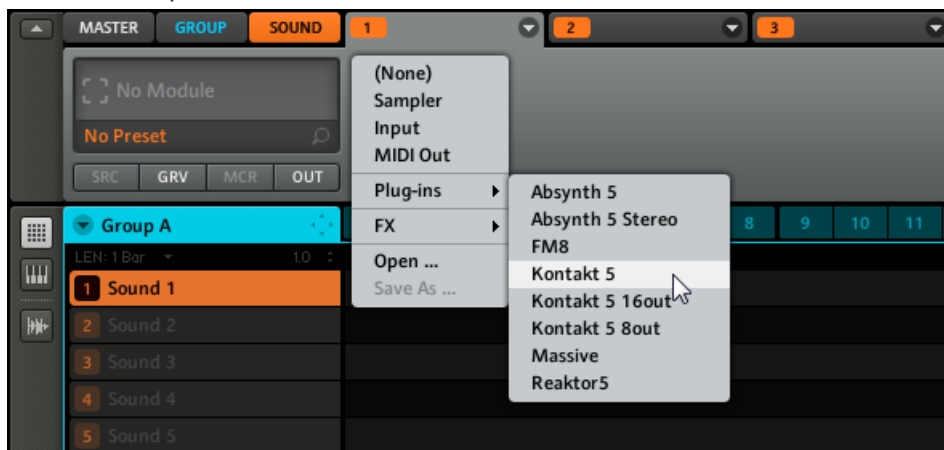 MASTER GROUP SOUND 1 2 3
No Module
No Preset
SRC GRV MCR OUT
(None)
Sampler
Input
MIDI Out
Plug-ins
FX
Open ...
Save As ...
Absynth 5
Absynth 5 Stereo
FM8
Kontakt 5
Kontakt 5 16out
Kontakt 5 8out
Massive
Reaktor5
Group A
8 9 10 11
LEN: 1 Bar 1.0
1 Sound 1
2 Sound 2
3 Sound 3
4 Sound 4
5 Sound 5